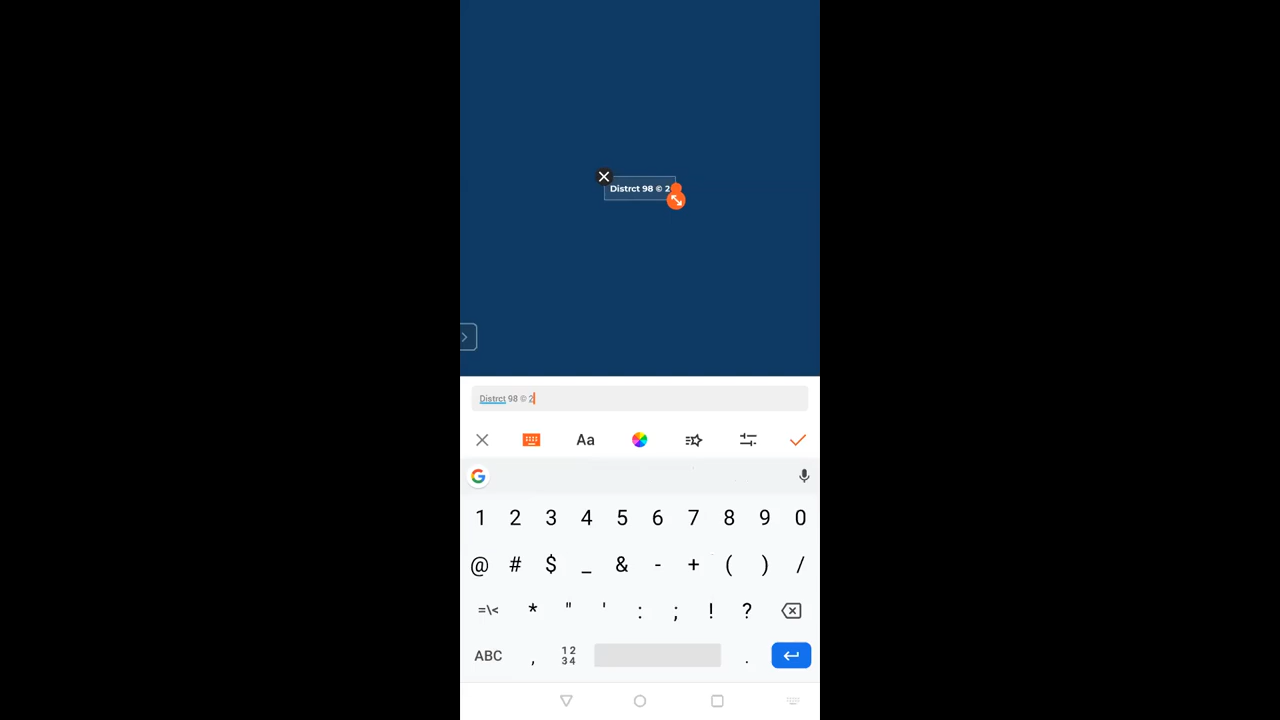 Distrct 98 © 2
Distrct 98 © 2
Aa
1 2 3 4 5 6 7 8 9 0
@ # $ _ & - + ( ) /
=\< * " ' : ; ! ?
ABC , 12 34 .